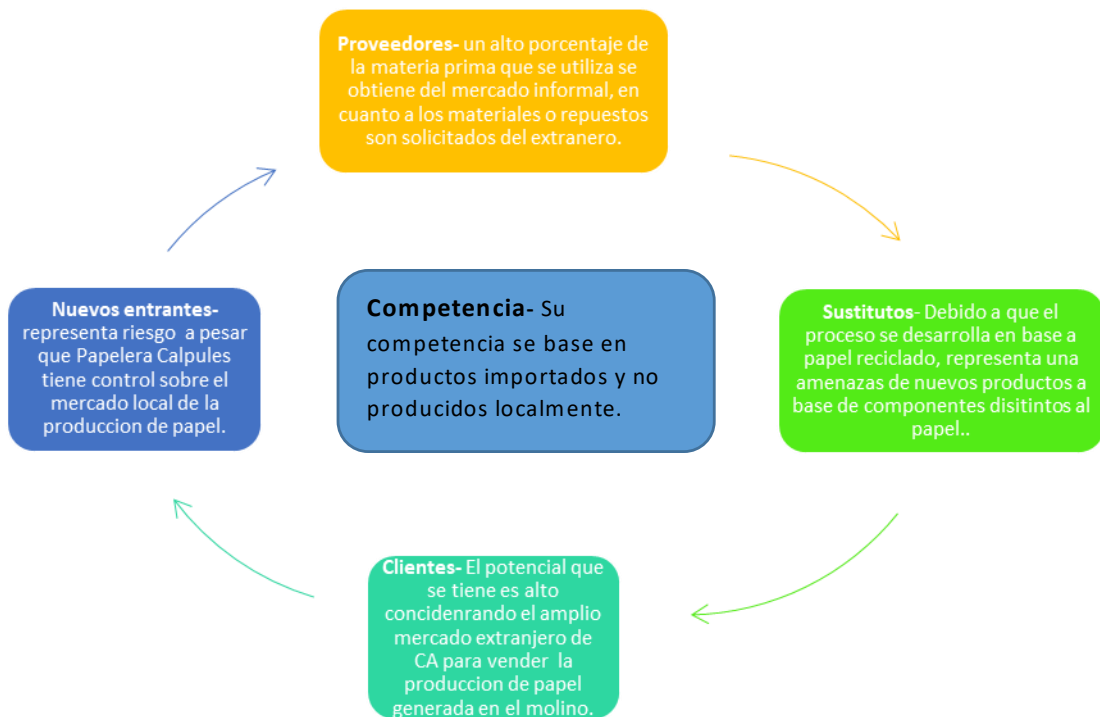 Proveedores- un alto porcentaje de
la materia prima que se utiliza se
obtiene del mercado informal, en
cuanto a los materiales o repuestos
son solicitados del extranero.
Nuevos entrantes-
representa riesgo a pesar
que Papelera Calpules
tiene control sobre el
mercado local de la
produccion de papel.
Competencia- Su
competencia se base en
productos importados y no
producidos localmente.
Sustitutos- Debido a que el
proceso se desarrolla en base a
papel reciclado, representa una
amenazas de nuevos productos a
base de componentes disitintos al
papel..
Clientes- El potencial que
se tiene es alto
concidenrando el amplio
mercado extranjero de
CA para vender la
produccion de papel
generada en el molino.